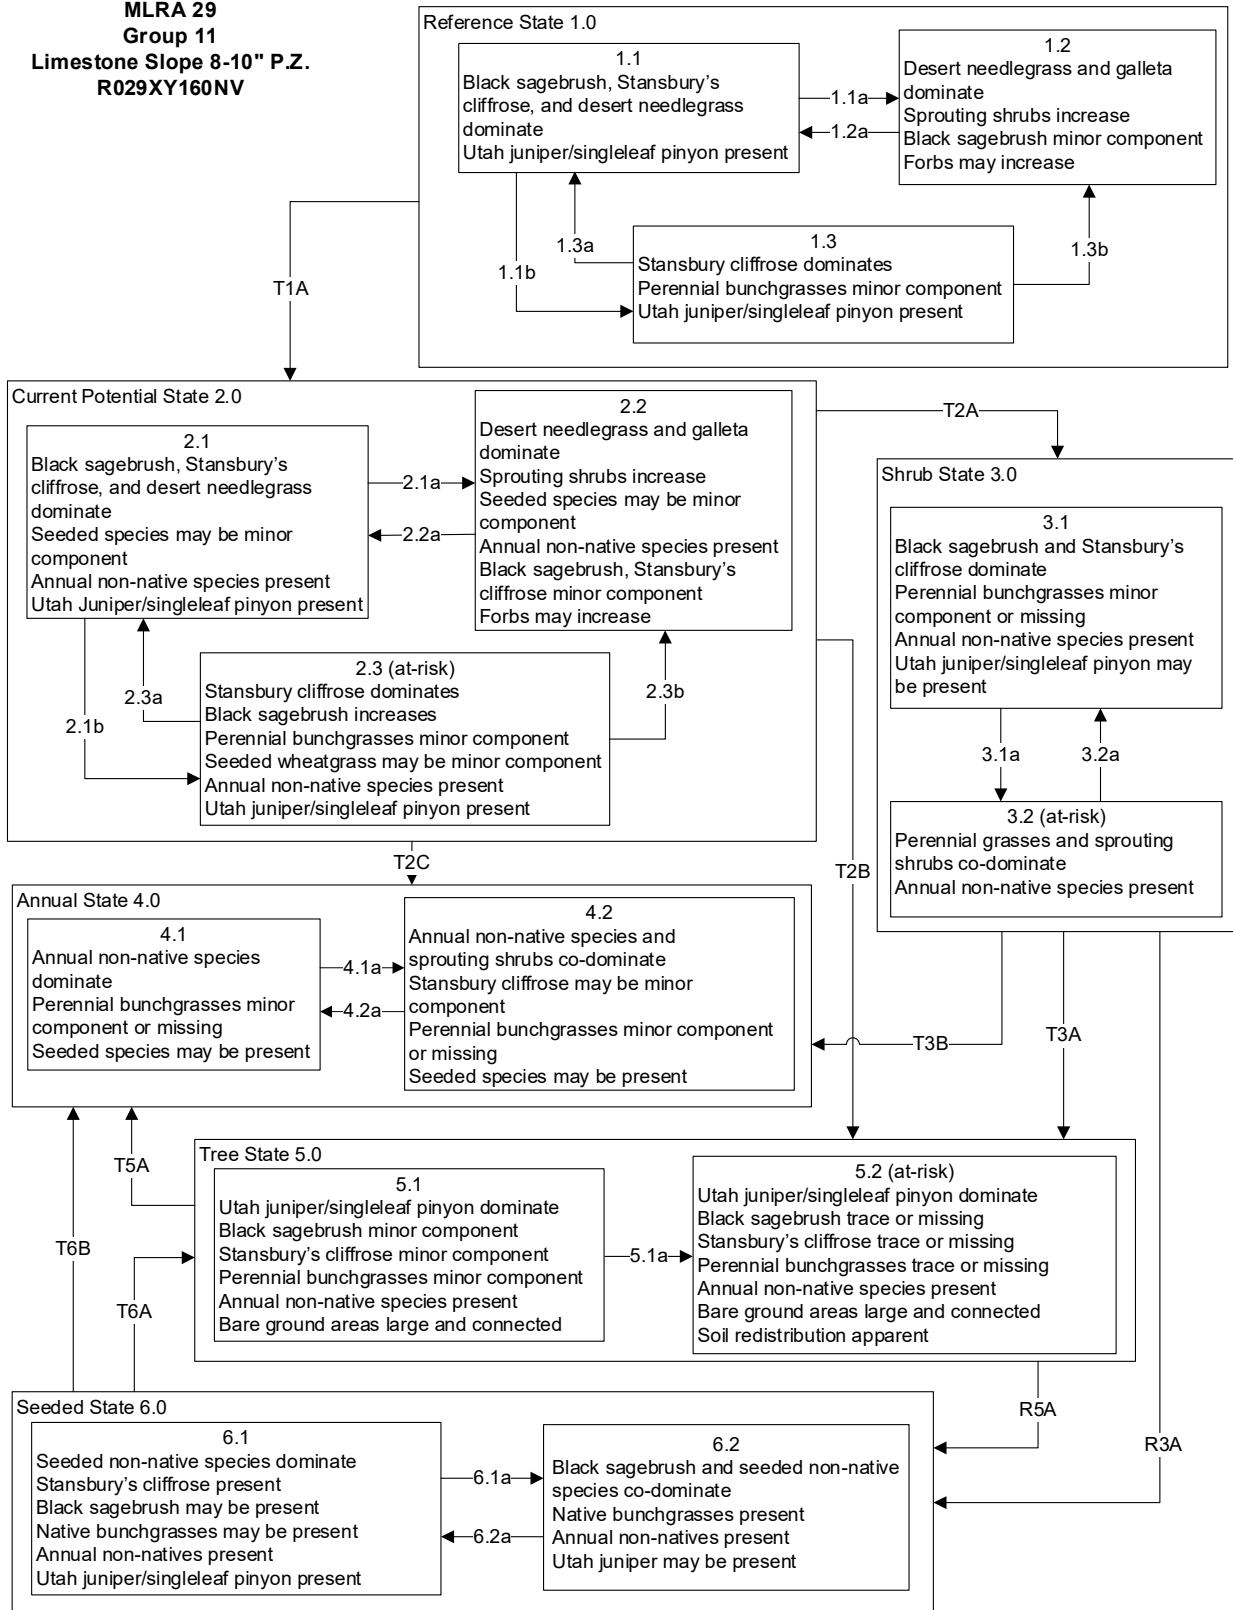 MLRA 29
Group 11
Limestone Slope 8-10" P.Z.
R029XY160NV
Reference State 1.0
1.1
Black sagebrush, Stansbury's
cliffrose, and desert needlegrass
dominate
Utah juniper/singleleaf pinyon present
1.1a
1.2a
1.2
Desert needlegrass and galleta
dominate
Sprouting shrubs increase
Black sagebrush minor component
Forbs may increase
1.1b
1.3a
1.3
Stansbury cliffrose dominates
Perennial bunchgrasses minor component
Utah juniper/singleleaf pinyon present
1.3b
T1A
Current Potential State 2.0
2.1
Black sagebrush, Stansbury's
cliffrose, and desert needlegrass
dominate
Seeded species may be minor
component
Annual non-native species present
Utah Juniper/singleleaf pinyon present
2.1a
2.2a
2.2
Desert needlegrass and galleta
dominate
Sprouting shrubs increase
Seeded species may be minor
component
Annual non-native species present
Black sagebrush, Stansbury's
cliffrose minor component
Forbs may increase
2.1b
2.3a
2.3 (at-risk)
Stansbury cliffrose dominates
Black sagebrush increases
Perennial bunchgrasses minor component
Seeded wheatgrass may be minor component
Annual non-native species present
Utah juniper/singleleaf pinyon present
2.3b
T2A
T2B
T2C
Shrub State 3.0
3.1
Black sagebrush and Stansbury's
cliffrose dominate
Perennial bunchgrasses minor
component or missing
Annual non-native species present
Utah juniper/singleleaf pinyon may
be present
3.1a
3.2a
3.2 (at-risk)
Perennial grasses and sprouting
shrubs co-dominate
Annual non-native species present
Annual State 4.0
4.1
Annual non-native species
dominate
Perennial bunchgrasses minor
component or missing
Seeded species may be present
4.1a
4.2a
4.2
Annual non-native species and
sprouting shrubs co-dominate
Stansbury cliffrose may be minor
component
Perennial bunchgrasses minor component
or missing
Seeded species may be present
T3B
T3A
Tree State 5.0
5.1
Utah juniper/singleleaf pinyon dominate
Black sagebrush minor component
Stansbury's cliffrose minor component
Perennial bunchgrasses minor component
Annual non-native species present
Bare ground areas large and connected
5.1a
5.2 (at-risk)
Utah juniper/singleleaf pinyon dominate
Black sagebrush trace or missing
Stansbury's cliffrose trace or missing
Perennial bunchgrasses trace or missing
Annual non-native species present
Bare ground areas large and connected
Soil redistribution apparent
T5A
T6B
T6A
R5A
R3A
Seeded State 6.0
6.1
Seeded non-native species dominate
Stansbury's cliffrose present
Black sagebrush may be present
Native bunchgrasses may be present
Annual non-natives present
Utah juniper/singleleaf pinyon present
6.1a
6.2a
6.2
Black sagebrush and seeded non-native
species co-dominate
Native bunchgrasses present
Annual non-natives present
Utah juniper may be present